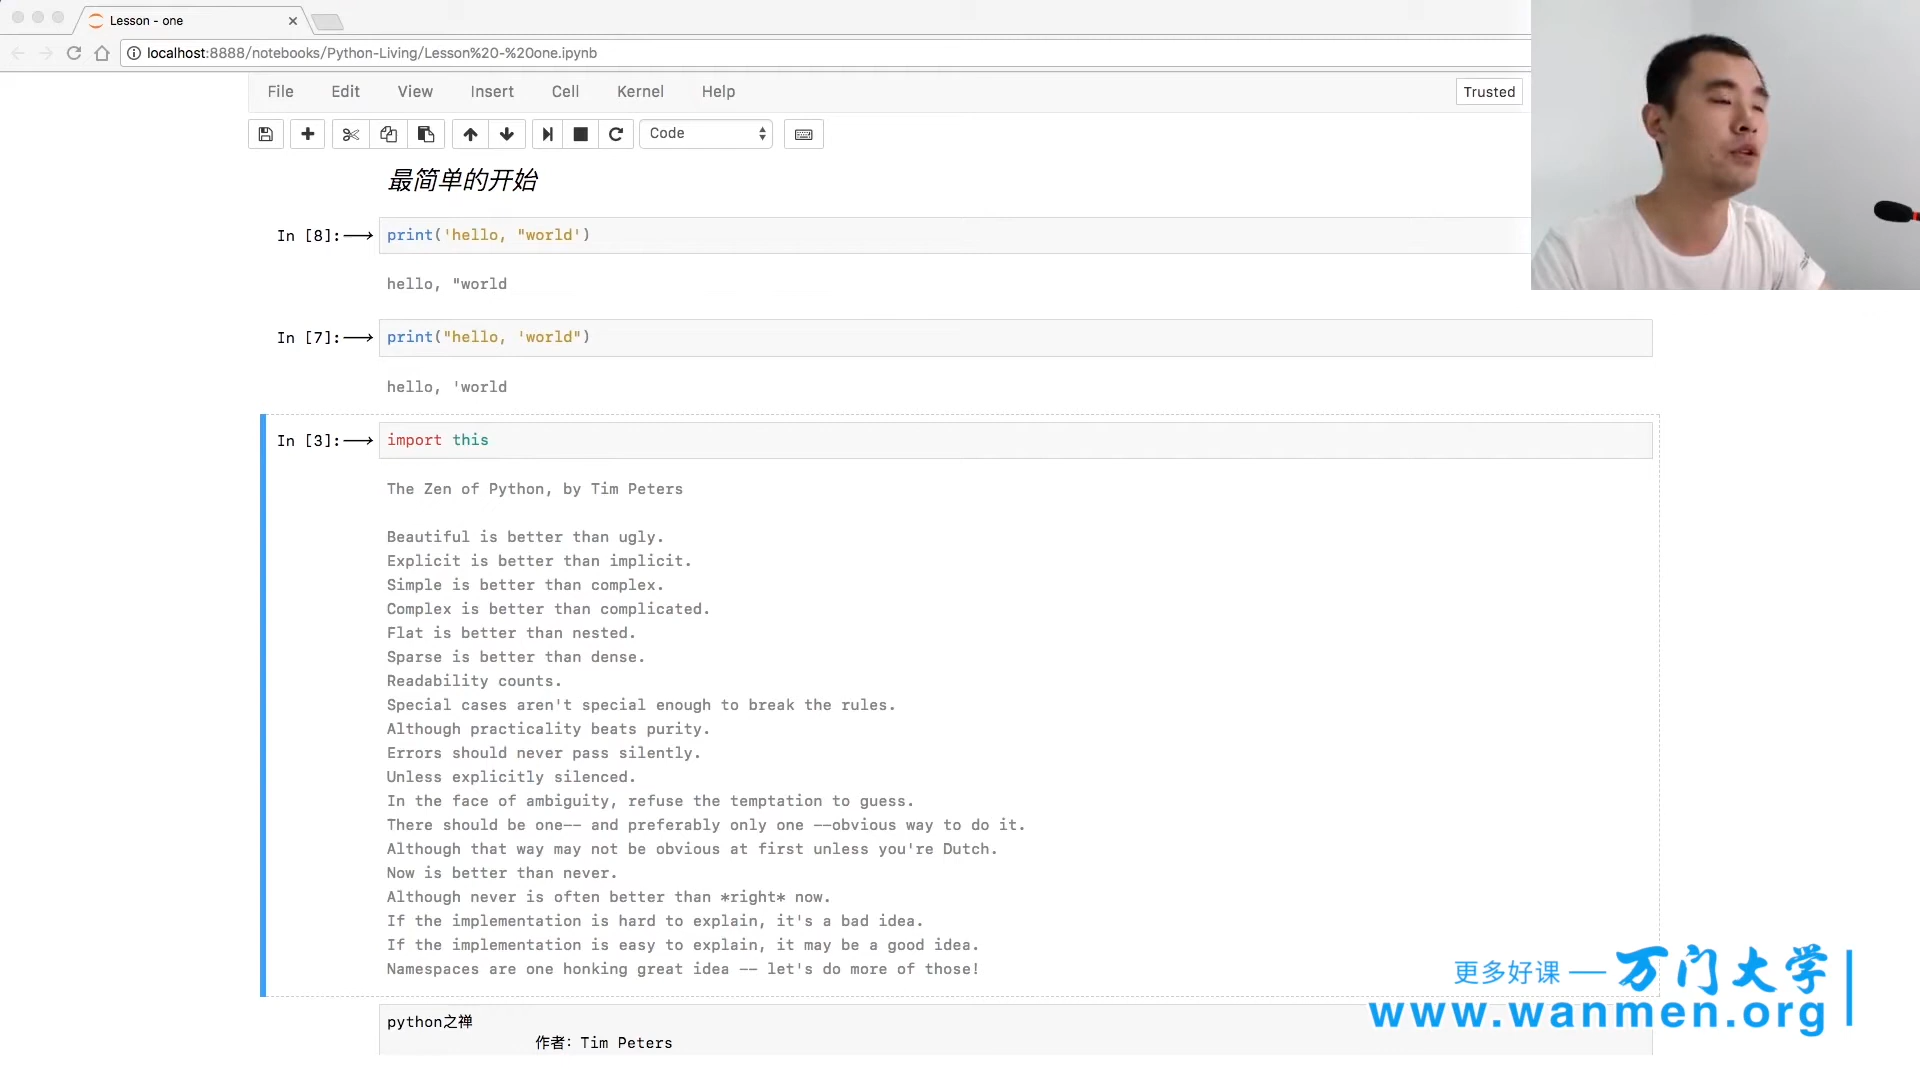 Lesson - one
localhost:8888/notebooks/Python-Living/Lesson%20-%20one.ipynb
File Edit View Insert Cell Kernel Help Trusted
Code
最简单的开始
In [8]: print('hello, "world')
hello, "world
In [7]: print("hello, 'world")
hello, 'world
In [3]: import this
The Zen of Python, by Tim Peters
Beautiful is better than ugly.
Explicit is better than implicit.
Simple is better than complex.
Complex is better than complicated.
Flat is better than nested.
Sparse is better than dense.
Readability counts.
Special cases aren't special enough to break the rules.
Although practicality beats purity.
Errors should never pass silently.
Unless explicitly silenced.
In the face of ambiguity, refuse the temptation to guess.
There should be one-- and preferably only one --obvious way to do it.
Although that way may not be obvious at first unless you're Dutch.
Now is better than never.
Although never is often better than *right* now.
If the implementation is hard to explain, it's a bad idea.
If the implementation is easy to explain, it may be a good idea.
Namespaces are one honking great idea -- let's do more of those!
更多好课 — 万门大学
www.wanmen.org
python之禅
作者: Tim Peters